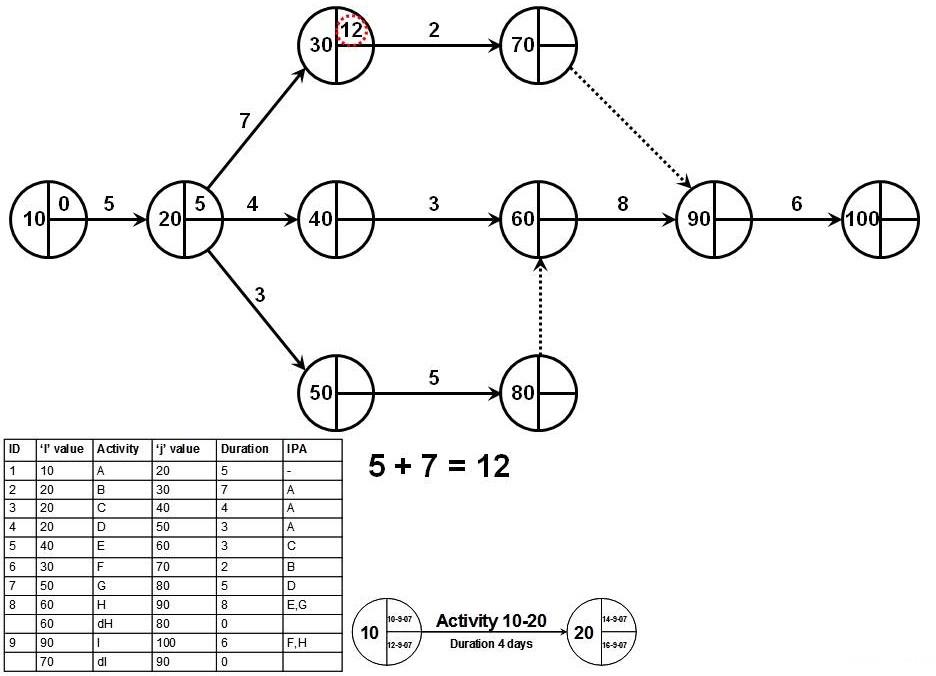 12
30
2
70
7
10
0
5
20
5
4
40
3
60
8
90
6
100
3
50
5
80
ID 'I' value Activity 'j' value Duration IPA
1 10 A 20 5 -
2 20 B 30 7 A
3 20 C 40 4 A
4 20 D 50 3 A
5 40 E 60 3 C
6 30 F 70 2 B
7 50 G 80 5 D
8 60 H 90 8 E,G
60 dH 80 0
9 90 I 100 6 F,H
70 dI 90 0
5 + 7 = 12
10
10-9-07
12-9-07
Activity 10-20
Duration 4 days
20
14-9-07
16-9-07